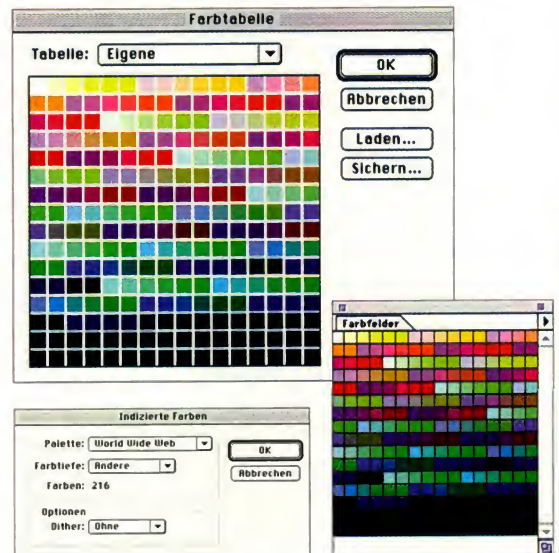 Farbtabelle
Tabelle: Eigene
OK
Abbrechen
Laden...
Sichern...
Farbfelder
Indizierte Farben
Palette: World Wide Web
OK
Farbtiefe: Andere
Abbrechen
Farben: 216
Optionen
Dither: Ohne